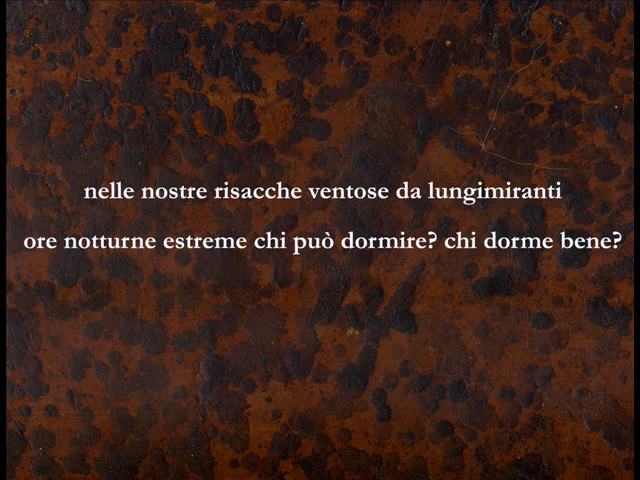 nelle nostre risacche ventose da lungimiranti
ore notturne estreme chi può dormire? chi dorme bene?